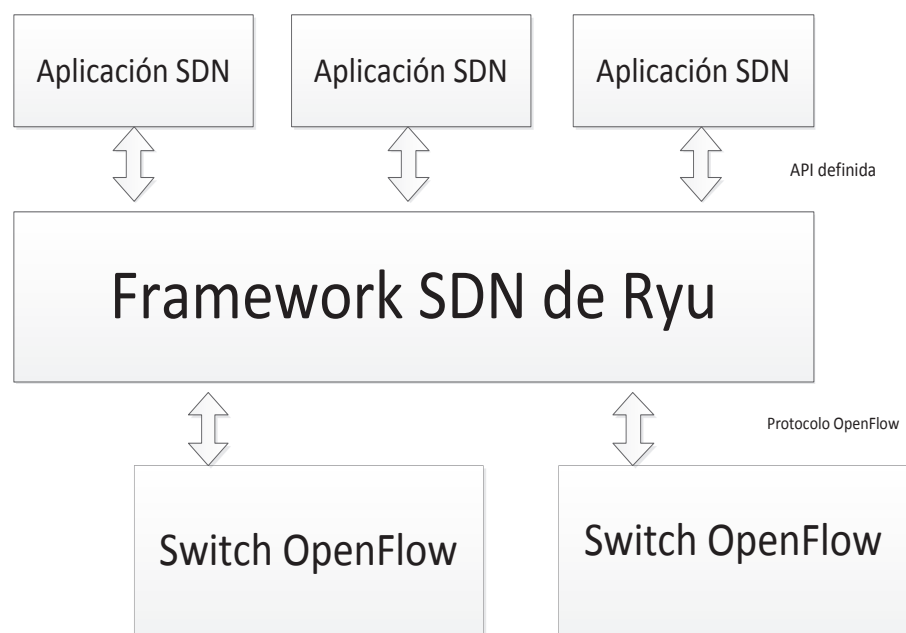 Aplicación SDN
Aplicación SDN
Aplicación SDN
API definida
Framework SDN de Ryu
Protocolo OpenFlow
Switch OpenFlow
Switch OpenFlow